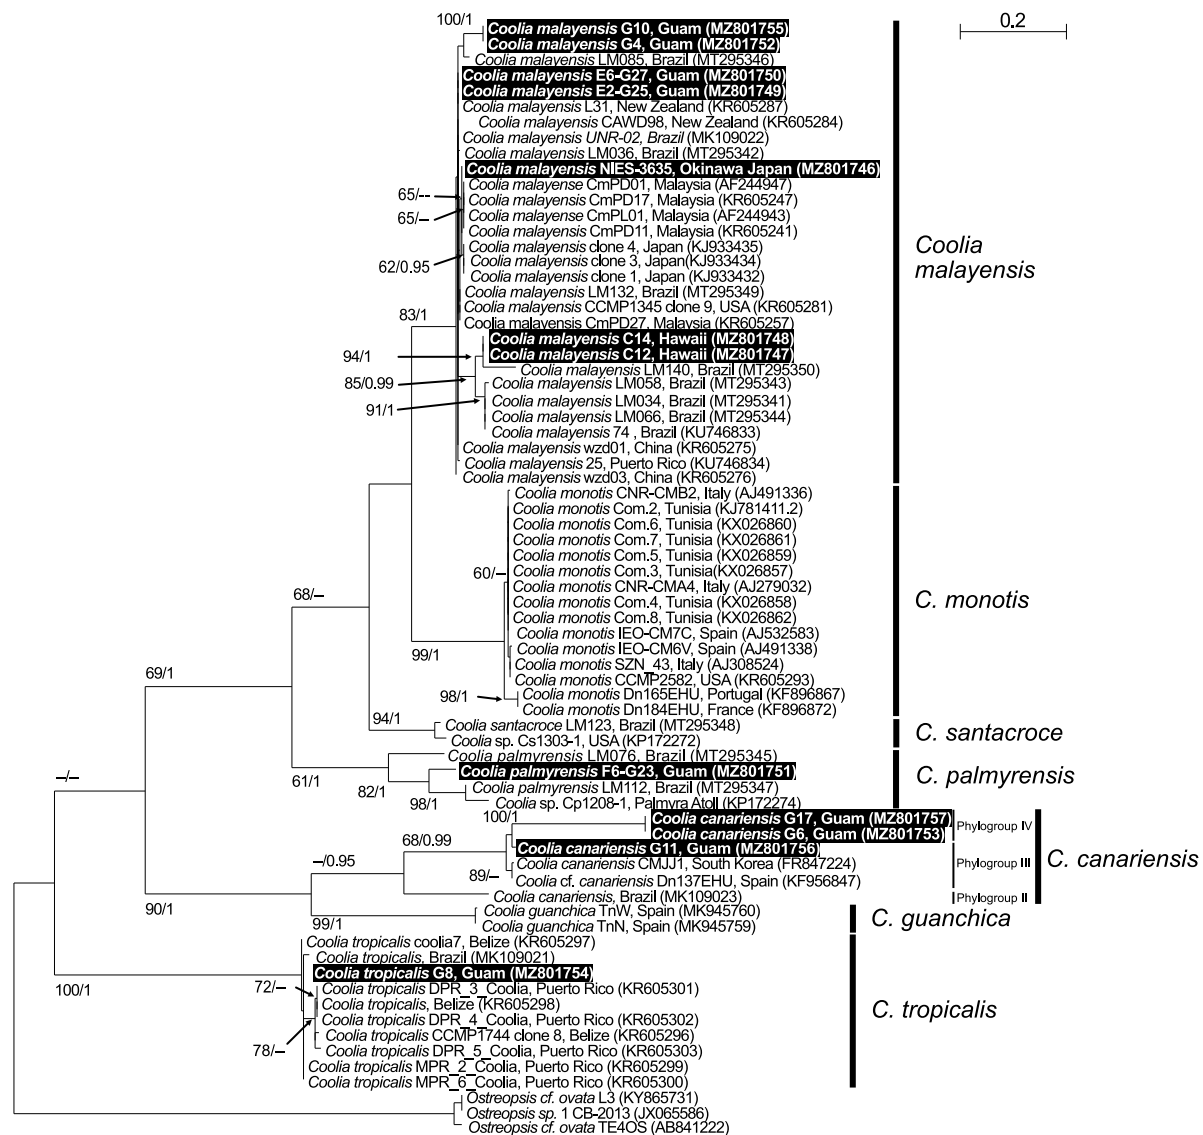 100/1
0.2
Coolia malayensis G10, Guam (MZ801755)
Coolia malayensis G4, Guam (MZ801752)
Coolia malayensis LM085, Brazil (MT295346)
Coolia malayensis E6-G27, Guam (MZ801750)
Coolia malayensis E2-G25, Guam (MZ801749)
Coolia malayensis L31, New Zealand (KR605287)
Coolia malayensis CAWD98, New Zealand (KR605284)
Coolia malayensis UNR-02, Brazil (MK109022)
Coolia malayensis LM036, Brazil (MT295342)
Coolia malayensis NIES-3635, Okinawa Japan (MZ801746)
Coolia malayense CmPD01, Malaysia (AF244947)
65/--
Coolia malayensis CmPD17, Malaysia (KR605247)
65/–
Coolia malayense CmPL01, Malaysia (AF244943)
Coolia malayensis CmPD11, Malaysia (KR605241)
Coolia malayensis clone 4, Japan (KJ933435)
Coolia
malayensis
62/0.95
Coolia malayensis clone 3, Japan(KJ933434)
Coolia malayensis clone 1, Japan (KJ933432)
Coolia malayensis LM132, Brazil (MT295349)
Coolia malayensis CCMP1345 clone 9, USA (KR605281)
83/1
Coolia malayensis CmPD27, Malaysia (KR605257)
Coolia malayensis C14, Hawaii (MZ801748)
94/1
Coolia malayensis C12, Hawaii (MZ801747)
Coolia malayensis LM140, Brazil (MT295350)
85/0.99
Coolia malayensis LM058, Brazil (MT295343)
91/1
Coolia malayensis LM034, Brazil (MT295341)
Coolia malayensis LM066, Brazil (MT295344)
Coolia malayensis 74 , Brazil (KU746833)
Coolia malayensis wzd01, China (KR605275)
Coolia malayensis 25, Puerto Rico (KU746834)
Coolia malayensis wzd03, China (KR605276)
Coolia monotis CNR-CMB2, Italy (AJ491336)
Coolia monotis Com.2, Tunisia (KJ781411.2)
Coolia monotis Com.6, Tunisia (KX026860)
Coolia monotis Com.7, Tunisia (KX026861)
Coolia monotis Com.5, Tunisia (KX026859)
60/–
Coolia monotis Com.3, Tunisia(KX026857)
Coolia monotis CNR-CMA4, Italy (AJ279032)
C. monotis
68/–
Coolia monotis Com.4, Tunisia (KX026858)
Coolia monotis Com.8, Tunisia (KX026862)
Coolia monotis IEO-CM7C, Spain (AJ532583)
99/1
Coolia monotis IEO-CM6V, Spain (AJ491338)
Coolia monotis SZN_43, Italy (AJ308524)
Coolia monotis CCMP2582, USA (KR605293)
69/1
98/1
Coolia monotis Dn165EHU, Portugal (KF896867)
Coolia monotis Dn184EHU, France (KF896872)
94/1
Coolia santacroce LM123, Brazil (MT295348)
C. santacroce
Coolia sp. Cs1303-1, USA (KP172272)
Coolia palmyrensis LM076, Brazil (MT295345)
–/–
61/1
Coolia palmyrensis F6-G23, Guam (MZ801751)
C. palmyrensis
82/1
Coolia palmyrensis LM112, Brazil (MT295347)
98/1
Coolia sp. Cp1208-1, Palmyra Atoll (KP172274)
100/1
Coolia canariensis G17, Guam (MZ801757)
Phylogroup IV
Coolia canariensis G6, Guam (MZ801753)
68/0.99
Coolia canariensis G11, Guam (MZ801756)
–/0.95
Coolia canariensis CMJJ1, South Korea (FR847224)
Phylogroup III
C. canariensis
89/–
Coolia cf. canariensis Dn137EHU, Spain (KF956847)
Coolia canariensis, Brazil (MK109023)
Phylogroup II
90/1
99/1
Coolia guanchica TnW, Spain (MK945760)
C. guanchica
Coolia guanchica TnN, Spain (MK945759)
Coolia tropicalis coolia7, Belize (KR605297)
Coolia tropicalis, Brazil (MK109021)
Coolia tropicalis G8, Guam (MZ801754)
100/1
72/–
Coolia tropicalis DPR_3_Coolia, Puerto Rico (KR605301)
Coolia tropicalis, Belize (KR605298)
C. tropicalis
Coolia tropicalis DPR_4_Coolia, Puerto Rico (KR605302)
Coolia tropicalis CCMP1744 clone 8, Belize (KR605296)
78/–
Coolia tropicalis DPR_5_Coolia, Puerto Rico (KR605303)
Coolia tropicalis MPR_2_Coolia, Puerto Rico (KR605299)
Coolia tropicalis MPR_6_Coolia, Puerto Rico (KR605300)
Ostreopsis cf. ovata L3 (KY865731)
Ostreopsis sp. 1 CB-2013 (JX065586)
Ostreopsis cf. ovata TE4OS (AB841222)